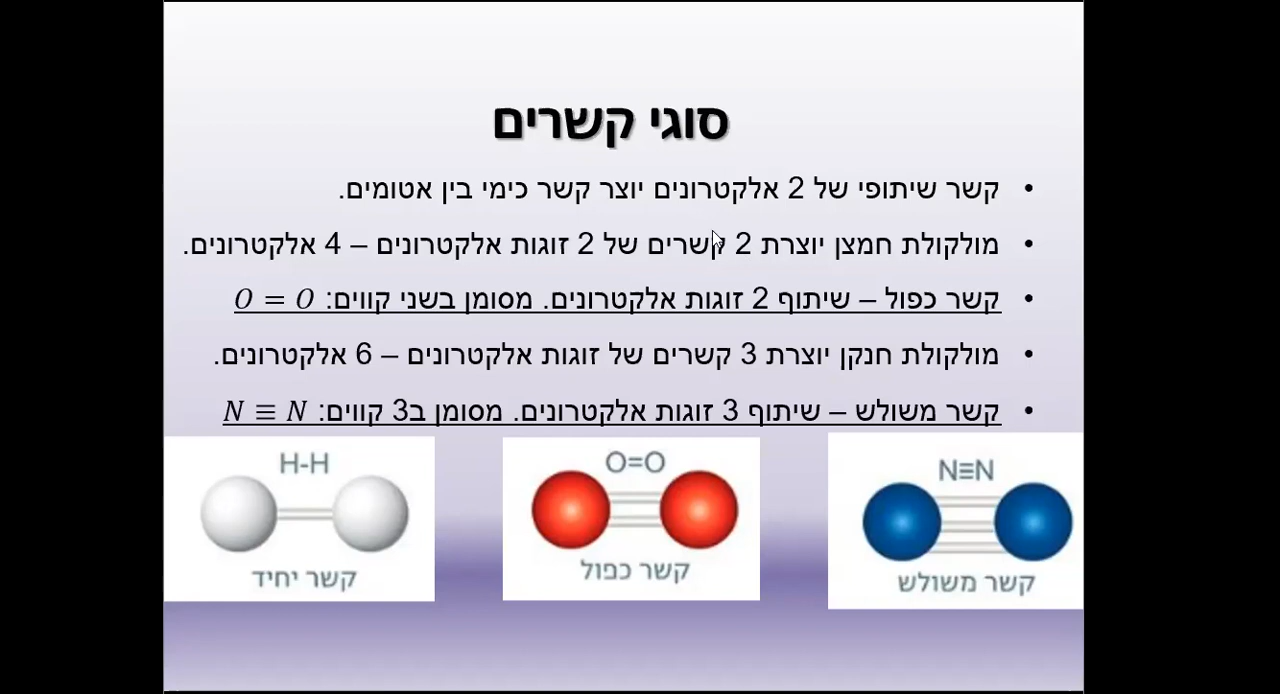 סוגי קשרים
• קשר שיתופי של 2 אלקטרונים יוצר קשר כימי בין אטומים.
• מולקולת חמצן יוצרת 2 קשרים של 2 זוגות אלקטרונים – 4 אלקטרונים.
• קשר כפול – שיתוף 2 זוגות אלקטרונים. מסומן בשני קווים: O = O
• מולקולת חנקן יוצרת 3 קשרים של זוגות אלקטרונים – 6 אלקטרונים.
• קשר משולש – שיתוף 3 זוגות אלקטרונים. מסומן ב3 קווים: N ≡ N
N≡N
קשר משולש
O=O
קשר כפול
H-H
קשר יחיד